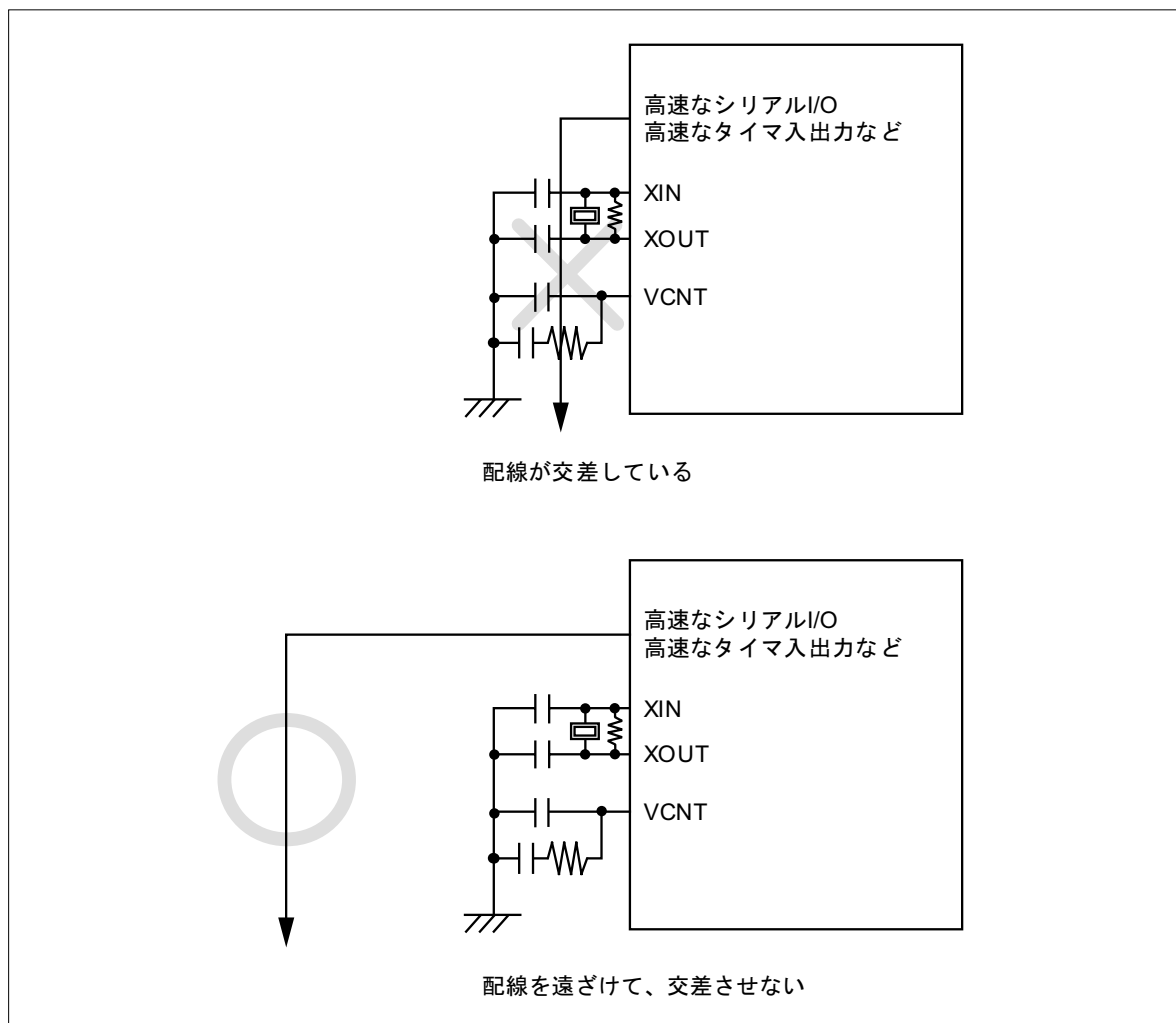 高速なシリアルI/O
高速なタイマ入出力など
XIN
XOUT
VCNT
配線が交差している
高速なシリアルI/O
高速なタイマ入出力など
XIN
XOUT
VCNT
配線を遠ざけて、交差させない